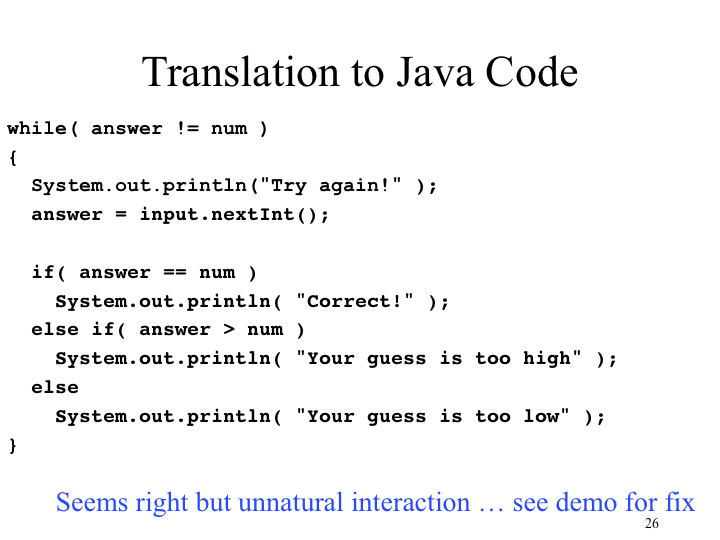 Translation to Java Code
while( answer != num )
{
  System.out.println("Try again!" );
  answer = input.nextInt();

  if( answer == num )
    System.out.println( "Correct!" );
  else if( answer > num )
    System.out.println( "Your guess is too high" );
  else
    System.out.println( "Your guess is too low" );
}
Seems right but unnatural interaction … see demo for fix
26